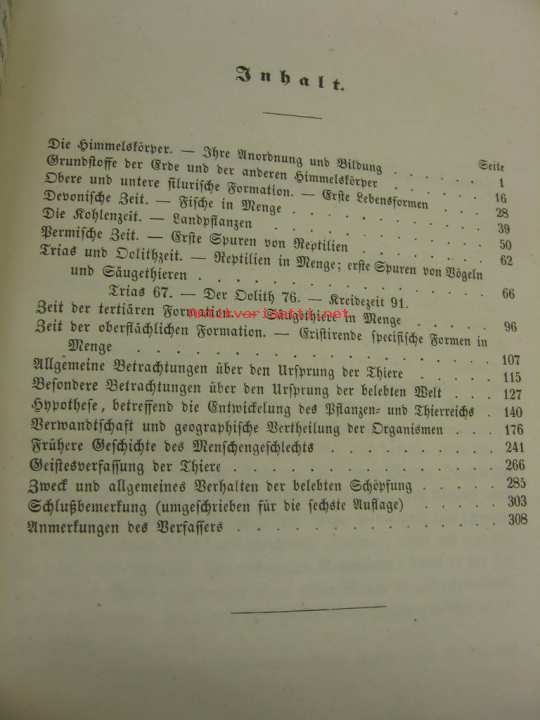 Inhalt.
Seite
Die Himmelskörper. — Ihre Anordnung und Bildung . . . . . . 1
Grundstoffe der Erde und der anderen Himmelskörper . . . . . . 16
Obere und untere silurische Formation. — Erste Lebensformen . . . 28
Devonische Zeit. — Fische in Menge . . . . . . . . . . 39
Die Kohlenzeit. — Landpflanzen . . . . . . . . . . . 50
Permische Zeit. — Erste Spuren von Reptilien . . . . . . . 62
Trias und Oolithzeit. — Reptilien in Menge; erste Spuren von Vögeln
und Säugethieren . . . . . . . . . . . . . . 66
Trias 67. — Der Oolith 76. — Kreidezeit 91.
Zeit der tertiären Formation. — Säugethiere in Menge . . . . . 96
Zeit der oberflächlichen Formation. — Existirende specifische Formen in
Menge . . . . . . . . . . . . . . . . . 107
Allgemeine Betrachtungen über den Ursprung der Thiere . . . . . 115
Besondere Betrachtungen über den Ursprung der belebten Welt . . . 127
Hypothese, betreffend die Entwickelung des Pflanzen- und Thierreichs . 140
Verwandtschaft und geographische Vertheilung der Organismen . . . 176
Frühere Geschichte des Menschengeschlechts . . . . . . . . 241
Geistesverfassung der Thiere . . . . . . . . . . . . 266
Zweck und allgemeines Verhalten der belebten Schöpfung . . . . . 285
Schlußbemerkung (umgeschrieben für die sechste Auflage) . . . . . 303
Anmerkungen des Verfassers . . . . . . . . . . . . 308